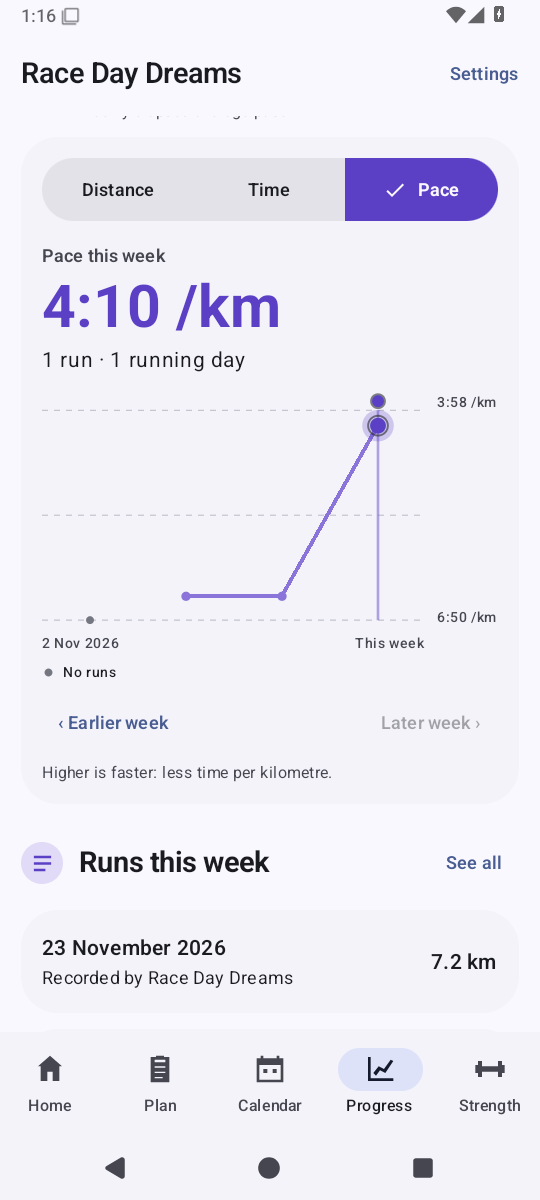 1:16
Race Day Dreams
Settings
Distance
Time
Pace
Pace this week
4:10 /km
1 run · 1 running day
3:58 /km
6:50 /km
2 Nov 2026
This week
No runs
‹ Earlier week
Later week ›
Higher is faster: less time per kilometre.
Runs this week
See all
23 November 2026
7.2 km
Recorded by Race Day Dreams
Home
Plan
Calendar
Progress
Strength